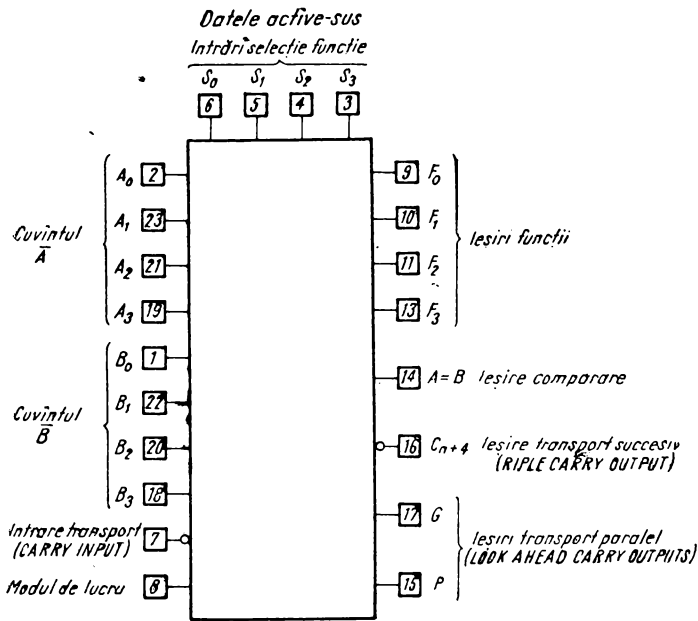 Datele active-sus
Intrări selecție funcție
S0 S1 S2 S3
6 5 4 3
Cuvîntul A̅
A0 2
A1 23
A2 21
A3 19
Cuvîntul B̅
B0 1
B1 22
B2 20
B3 18
Intrare transport 7
(CARRY INPUT)
Modul de lucru 8
9 F0
10 F1
11 F2
13 F3
Ieșiri funcții
14 A=B Ieșire comparare
16 Cn+4 Ieșire transport succesiv
(RIPLE CARRY OUTPUT)
17 G
15 P
Ieșiri transport paralel
(LOOK AHEAD CARRY OUTPUTS)